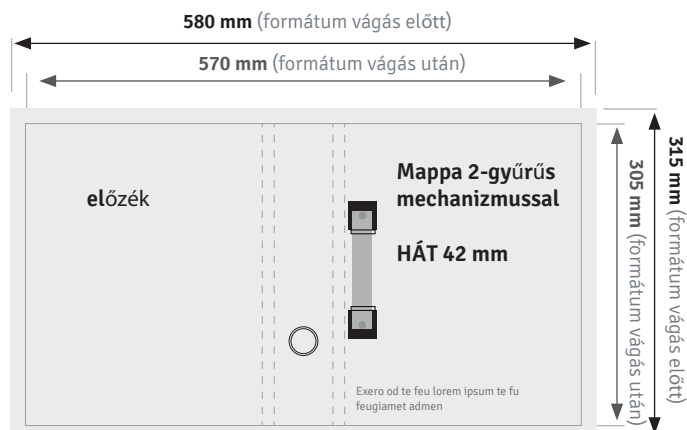 580 mm (formátum vágás előtt)
570 mm (formátum vágás után)
előzék
Mappa 2-gyűrűs
mechanizmussal
HÁT 42 mm
Exero od te feu lorem ipsum te fu
feugiamet admen
305 mm (formátum vágás után)
315 mm (formátum vágás előtt)